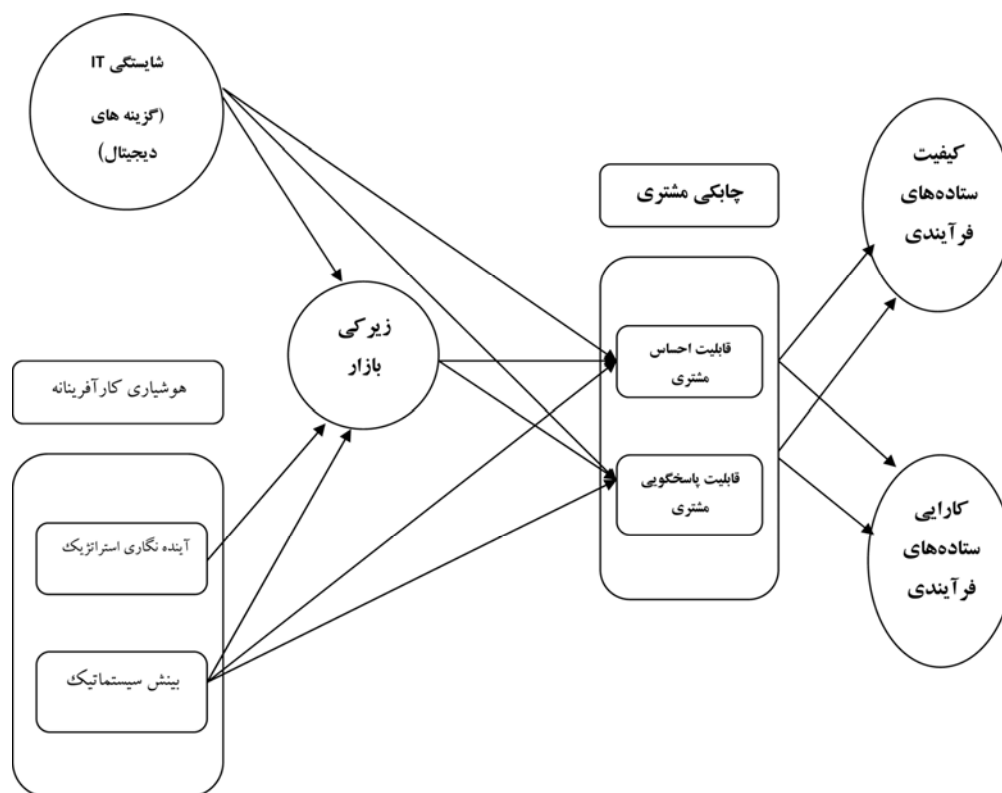 شایستگی IT
(گزینه های
دیجیتال)
کیفیت
ستاده‌های
فرآیندی
چابکی مشتری
زیرکی
بازار
قابلیت احساس
مشتری
هوشیاری کارآفرینانه
قابلیت پاسخگویی
مشتری
کارایی
ستاده‌های
فرآیندی
آینده نگاری استراتژیک
بینش سیستماتیک